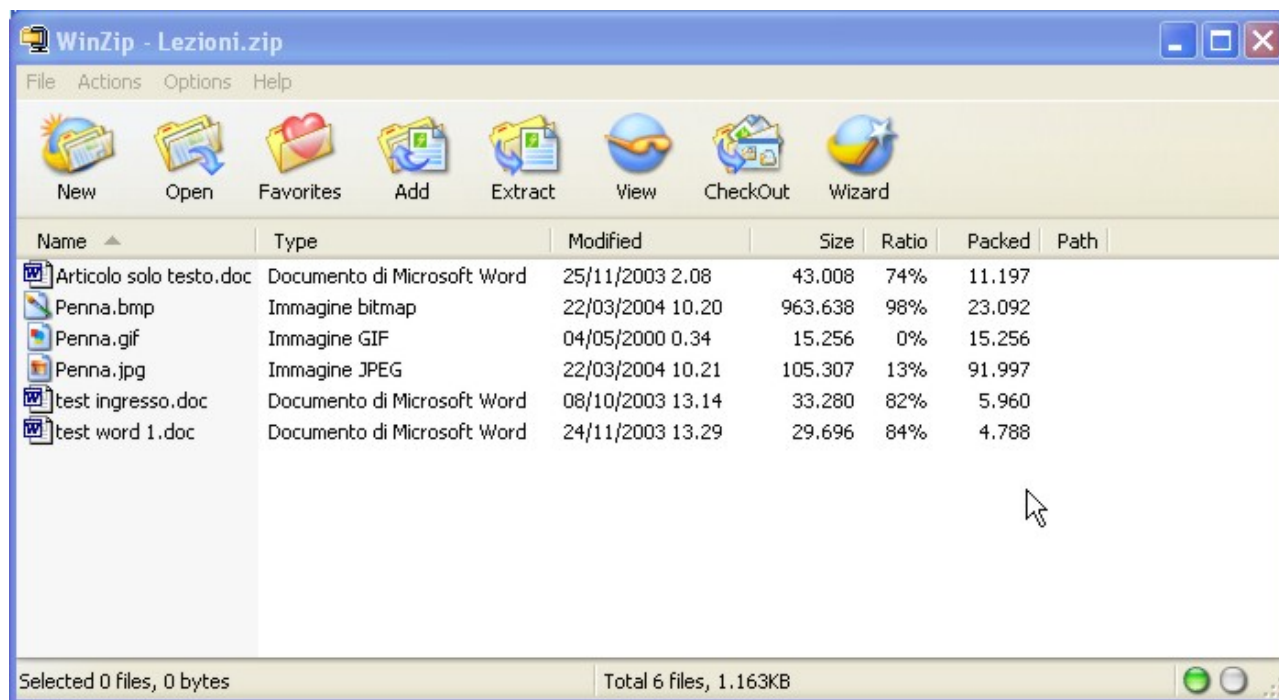 WinZip - Lezioni.zip
File Actions Options Help
New Open Favorites Add Extract View CheckOut Wizard
Name Type Modified Size Ratio Packed Path
Articolo solo testo.doc Documento di Microsoft Word 25/11/2003 2.08 43.008 74% 11.197
Penna.bmp Immagine bitmap 22/03/2004 10.20 963.638 98% 23.092
Penna.gif Immagine GIF 04/05/2000 0.34 15.256 0% 15.256
Penna.jpg Immagine JPEG 22/03/2004 10.21 105.307 13% 91.997
test ingresso.doc Documento di Microsoft Word 08/10/2003 13.14 33.280 82% 5.960
test word 1.doc Documento di Microsoft Word 24/11/2003 13.29 29.696 84% 4.788
Selected 0 files, 0 bytes Total 6 files, 1.163KB